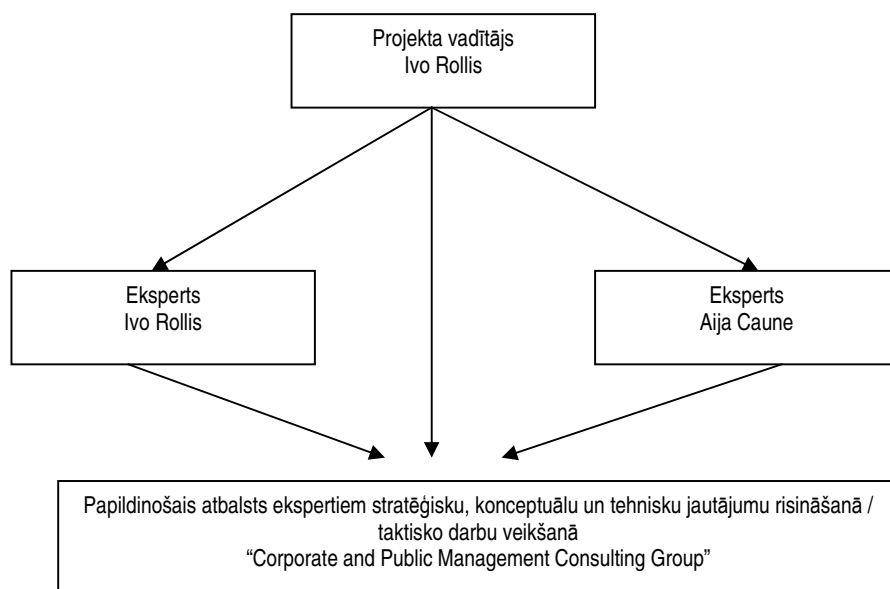 Projekta vadītājs
Ivo Rollis
Eksperts
Ivo Rollis
Eksperts
Aija Caune
Papildinošais atbalsts ekspertiem stratēģisku, konceptuālu un tehnisku jautājumu risināšanā /
taktisko darbu veikšanā
“Corporate and Public Management Consulting Group”